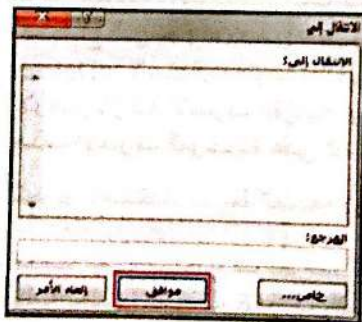 الانتقال إلى
الانتقال إلى:
المرجع:
خاص...
موافق
إلغاء الأمر